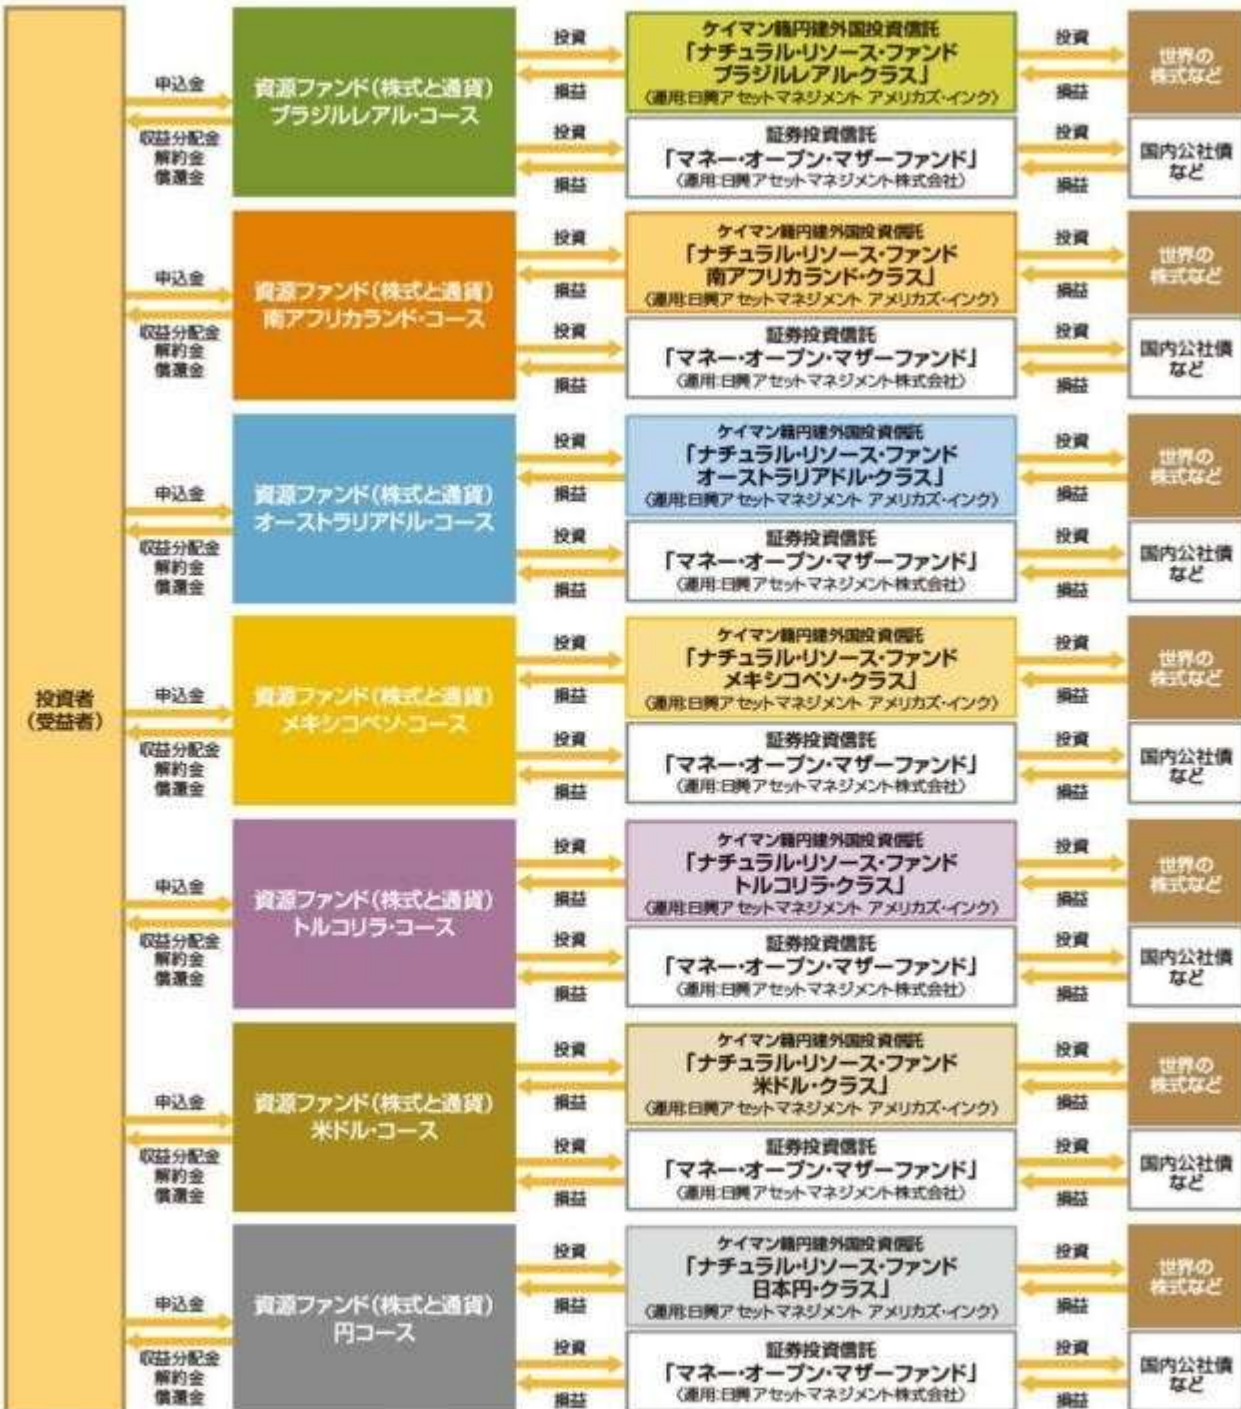 投資者
(受益者)
申込金
収益分配金
解約金
償還金
資源ファンド(株式と通貨)
ブラジルレアル・コース
投資
損益
投資
損益
ケイマン籍円建外国投資信託
「ナチュラル・リソース・ファンド
ブラジルレアル・クラス」
〈運用:日興アセットマネジメント アメリカズ・インク〉
証券投資信託
「マネー・オープン・マザーファンド」
〈運用:日興アセットマネジメント株式会社〉
投資
損益
投資
損益
世界の
株式など
国内公社債
など
申込金
収益分配金
解約金
償還金
資源ファンド(株式と通貨)
南アフリカランド・コース
投資
損益
投資
損益
ケイマン籍円建外国投資信託
「ナチュラル・リソース・ファンド
南アフリカランド・クラス」
〈運用:日興アセットマネジメント アメリカズ・インク〉
証券投資信託
「マネー・オープン・マザーファンド」
〈運用:日興アセットマネジメント株式会社〉
投資
損益
投資
損益
世界の
株式など
国内公社債
など
申込金
収益分配金
解約金
償還金
資源ファンド(株式と通貨)
オーストラリアドル・コース
投資
損益
投資
損益
ケイマン籍円建外国投資信託
「ナチュラル・リソース・ファンド
オーストラリアドル・クラス」
〈運用:日興アセットマネジメント アメリカズ・インク〉
証券投資信託
「マネー・オープン・マザーファンド」
〈運用:日興アセットマネジメント株式会社〉
投資
損益
投資
損益
世界の
株式など
国内公社債
など
申込金
収益分配金
解約金
償還金
資源ファンド(株式と通貨)
メキシコペソ・コース
投資
損益
投資
損益
ケイマン籍円建外国投資信託
「ナチュラル・リソース・ファンド
メキシコペソ・クラス」
〈運用:日興アセットマネジメント アメリカズ・インク〉
証券投資信託
「マネー・オープン・マザーファンド」
〈運用:日興アセットマネジメント株式会社〉
投資
損益
投資
損益
世界の
株式など
国内公社債
など
申込金
収益分配金
解約金
償還金
資源ファンド(株式と通貨)
トルコリラ・コース
投資
損益
投資
損益
ケイマン籍円建外国投資信託
「ナチュラル・リソース・ファンド
トルコリラ・クラス」
〈運用:日興アセットマネジメント アメリカズ・インク〉
証券投資信託
「マネー・オープン・マザーファンド」
〈運用:日興アセットマネジメント株式会社〉
投資
損益
投資
損益
世界の
株式など
国内公社債
など
申込金
収益分配金
解約金
償還金
資源ファンド(株式と通貨)
米ドル・コース
投資
損益
投資
損益
ケイマン籍円建外国投資信託
「ナチュラル・リソース・ファンド
米ドル・クラス」
〈運用:日興アセットマネジメント アメリカズ・インク〉
証券投資信託
「マネー・オープン・マザーファンド」
〈運用:日興アセットマネジメント株式会社〉
投資
損益
投資
損益
世界の
株式など
国内公社債
など
申込金
収益分配金
解約金
償還金
資源ファンド(株式と通貨)
円コース
投資
損益
投資
損益
ケイマン籍円建外国投資信託
「ナチュラル・リソース・ファンド
日本円・クラス」
〈運用:日興アセットマネジメント アメリカズ・インク〉
証券投資信託
「マネー・オープン・マザーファンド」
〈運用:日興アセットマネジメント株式会社〉
投資
損益
投資
損益
世界の
株式など
国内公社債
など